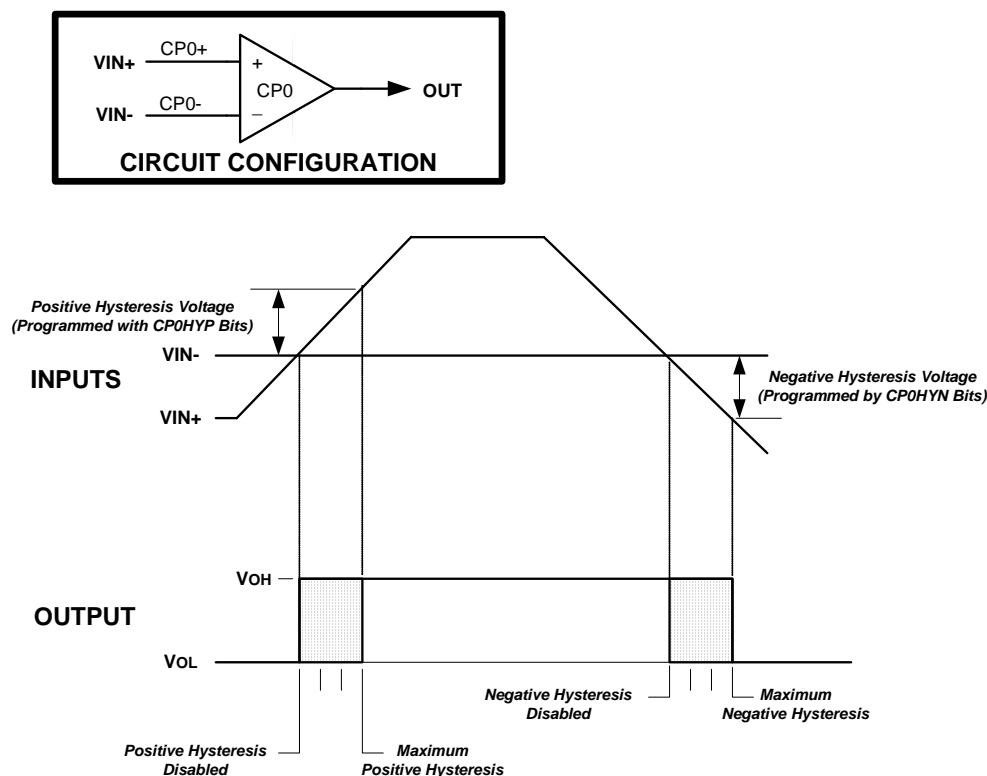 VIN+
CP0+
+
CP0
OUT
VIN-
CP0-
–
CIRCUIT CONFIGURATION
Positive Hysteresis Voltage
(Programmed with CP0HYP Bits)
VIN-
INPUTS
Negative Hysteresis Voltage
(Programmed by CP0HYN Bits)
VIN+
VOH
OUTPUT
VOL
Negative Hysteresis
Disabled
Maximum
Negative Hysteresis
Positive Hysteresis
Disabled
Maximum
Positive Hysteresis